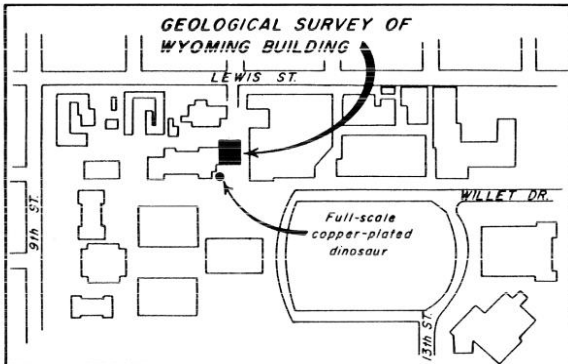 GEOLOGICAL SURVEY OF
WYOMING BUILDING
LEWIS ST.
WILLET DR.
9th ST.
Full-scale
copper-plated
dinosaur
13th ST.